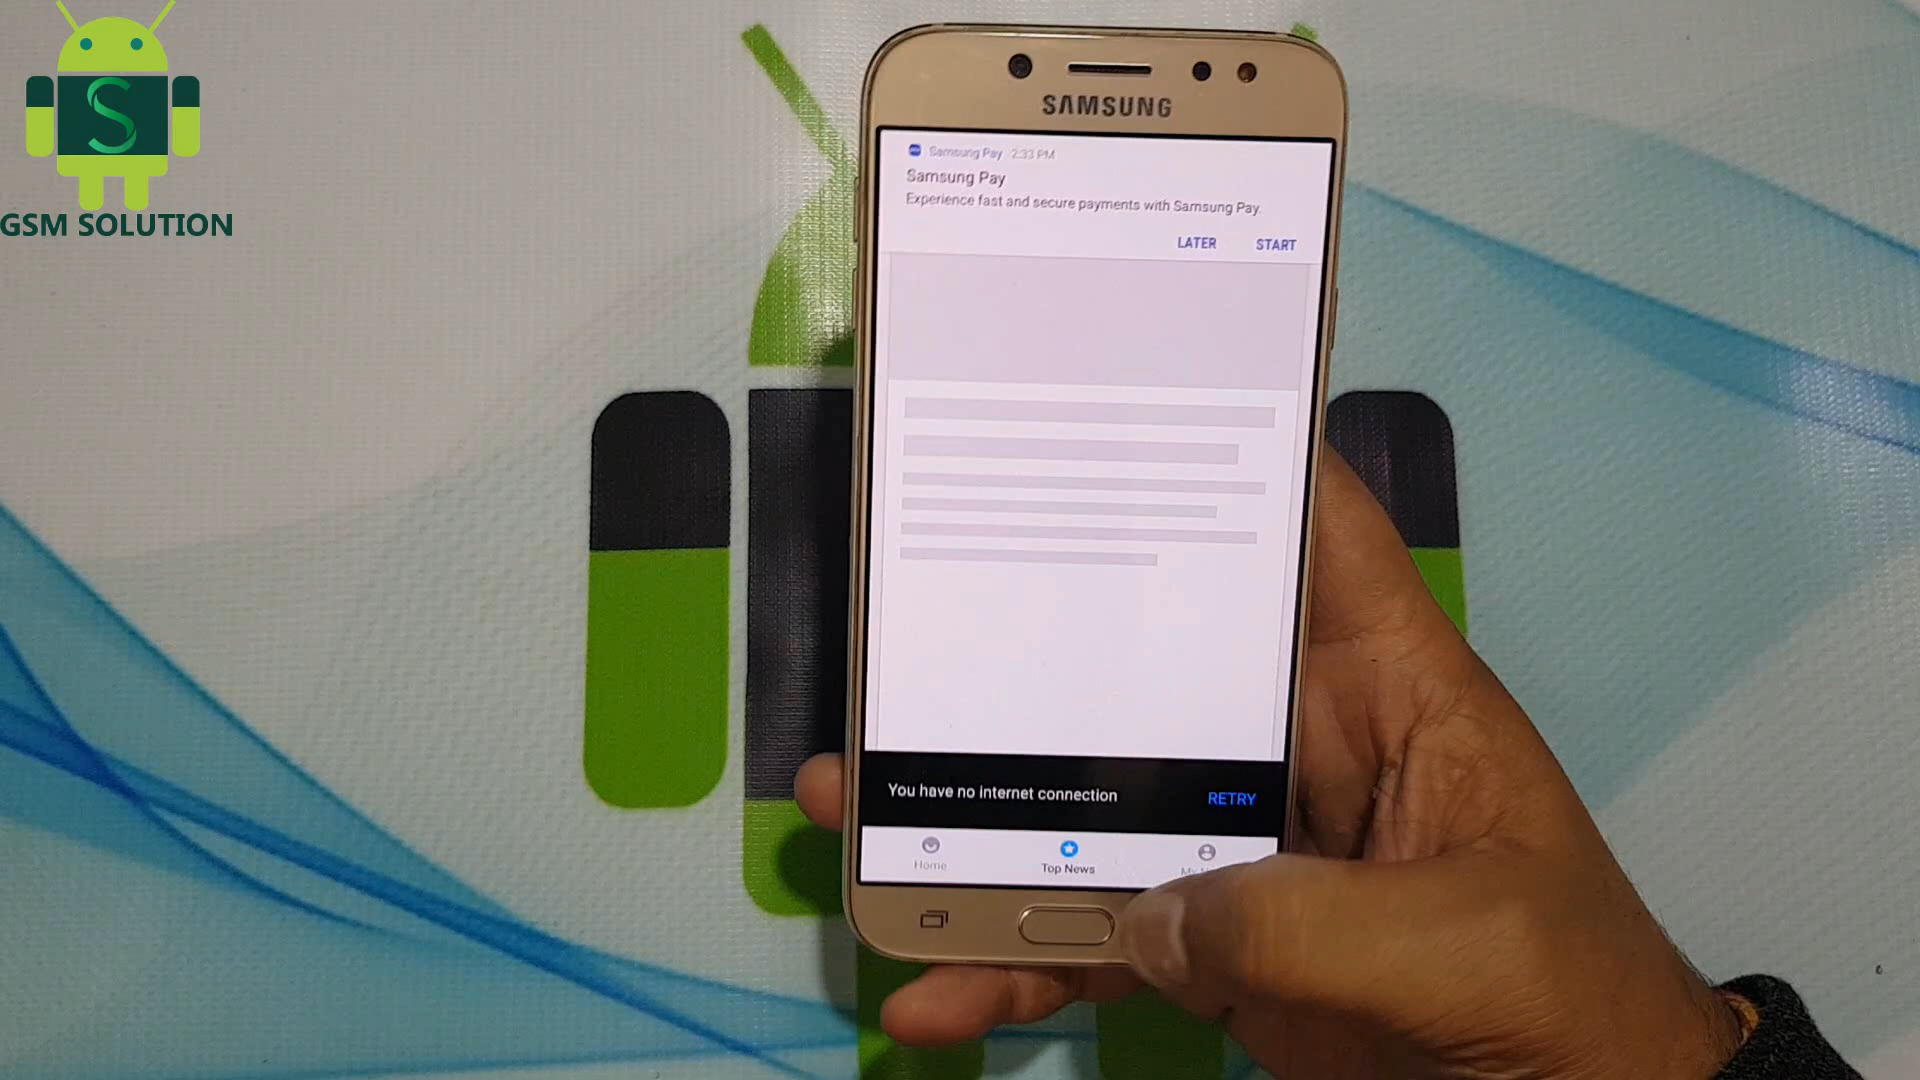 S
GSM SOLUTION
SAMSUNG
Samsung Pay 2:33 PM
Samsung Pay
Experience fast and secure payments with Samsung Pay.
LATER START
You have no internet connection
RETRY
Home
Top News